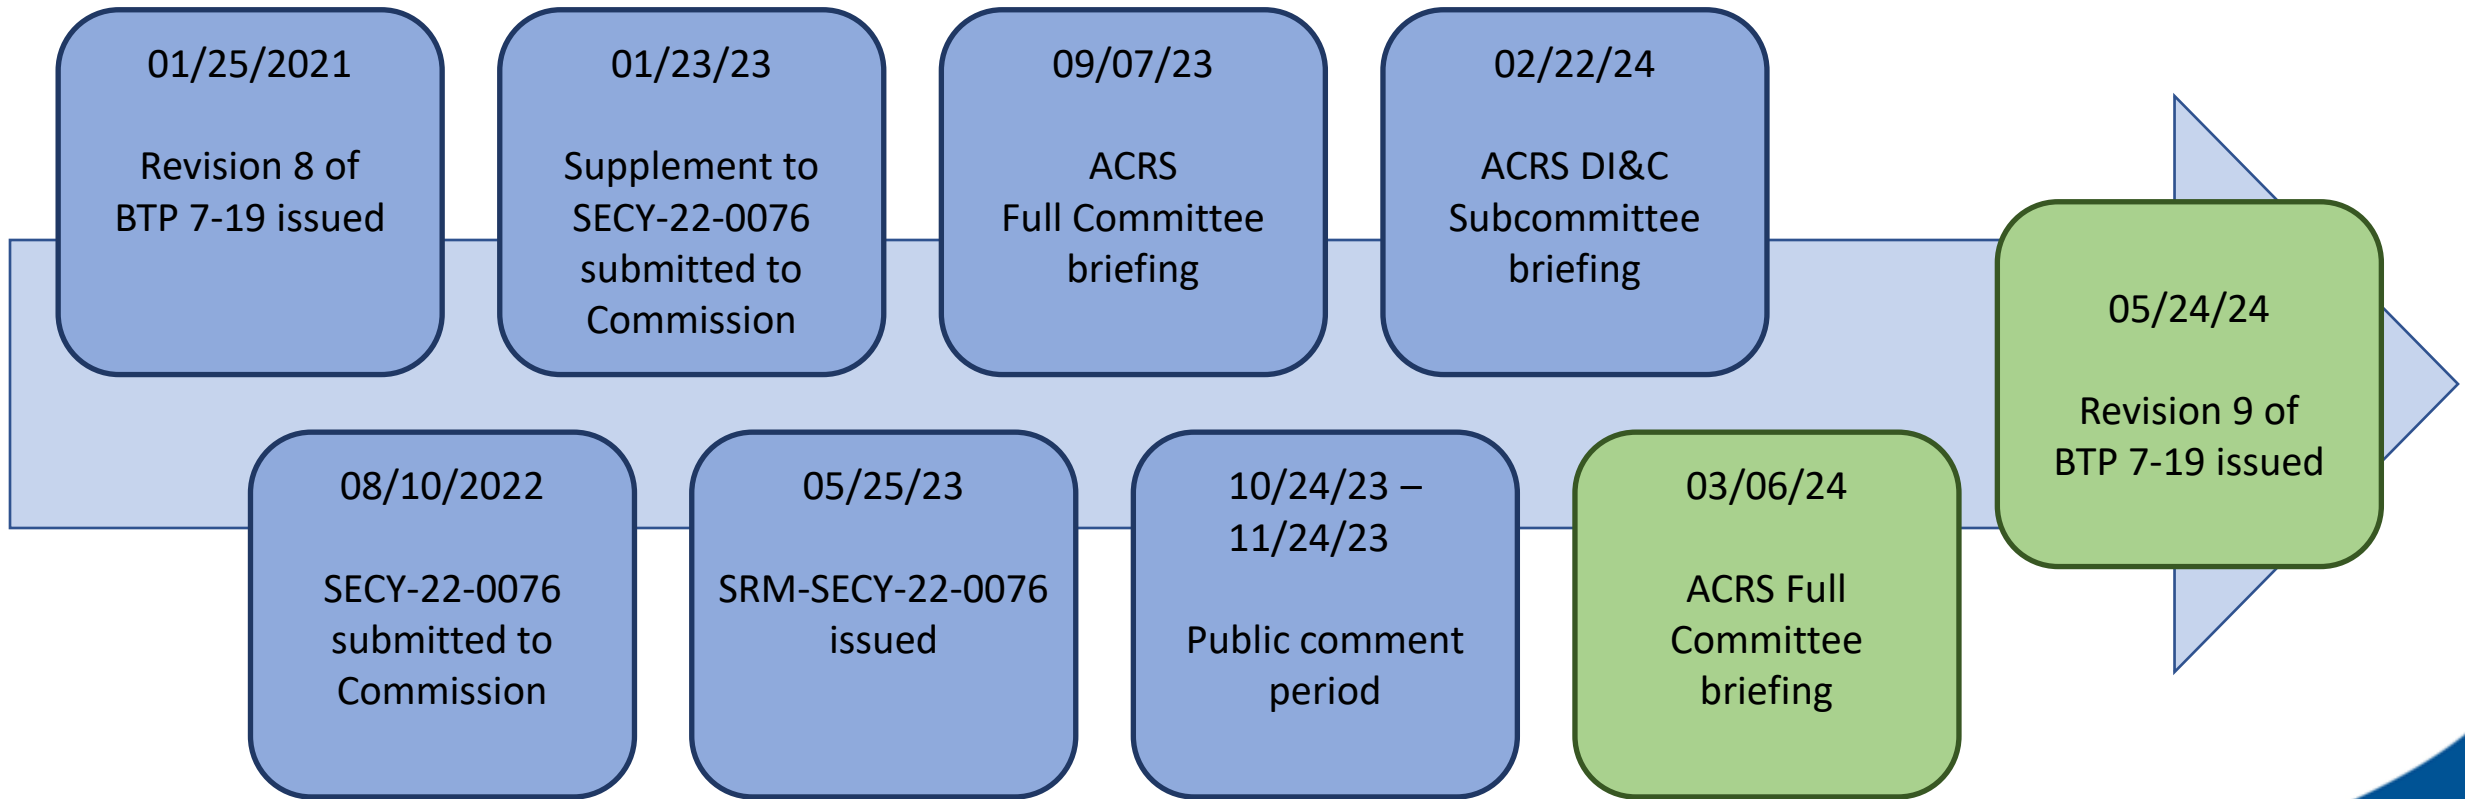 01/25/2021
Revision 8 of
BTP 7-19 issued
08/10/2022
SECY-22-0076
submitted to
Commission
01/23/23
Supplement to
SECY-22-0076
submitted to
Commission
05/25/23
SRM-SECY-22-0076
issued
09/07/23
ACRS
Full Committee
briefing
10/24/23 –
11/24/23
Public comment
period
02/22/24
ACRS DI&C
Subcommittee
briefing
03/06/24
ACRS Full
Committee
briefing
05/24/24
Revision 9 of
BTP 7-19 issued